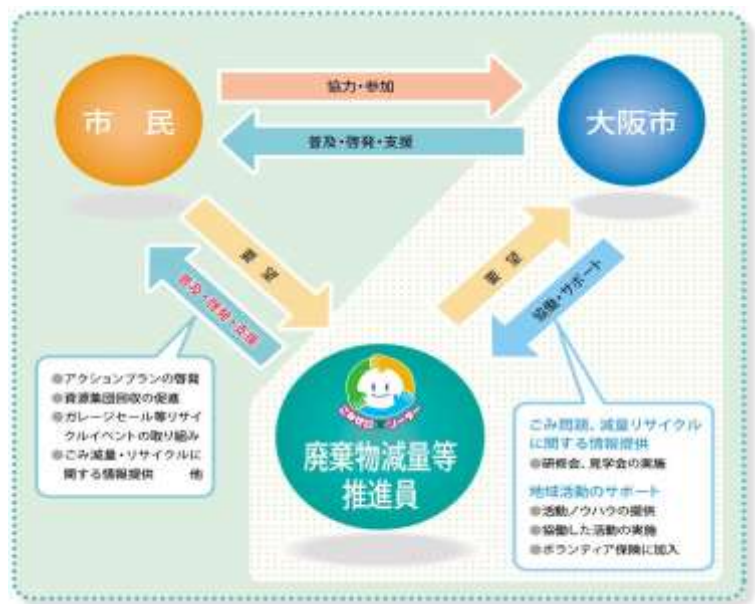 市 民
協力・参加
大阪市
普及・啓発・支援
要 望
普及・啓発・支援
要 望
協働・サポート
●アクションプランの啓発
●資源集団回収の促進
●ガレージセール等リサイ
クルイベントの取り組み
●ごみ減量・リサイクルに
関する情報提供 他
廃棄物減量等
推進員
ごみ問題、減量リサイクル
に関する情報提供
●研修会、見学会の実施
地域活動のサポート
●活動ノウハウの提供
●協働した活動の実施
●ボランティア保険に加入